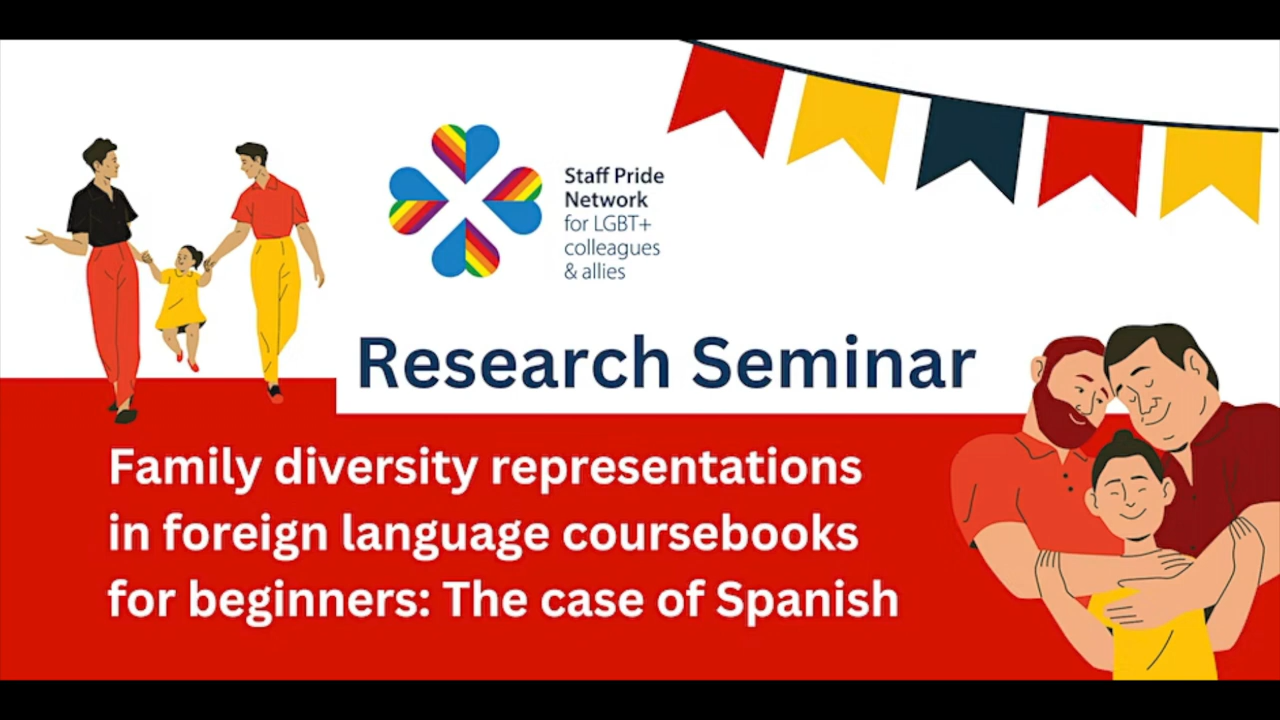 Staff Pride
Network
for LGBT+
colleagues
& allies
Research Seminar
Family diversity representations
in foreign language coursebooks
for beginners: The case of Spanish